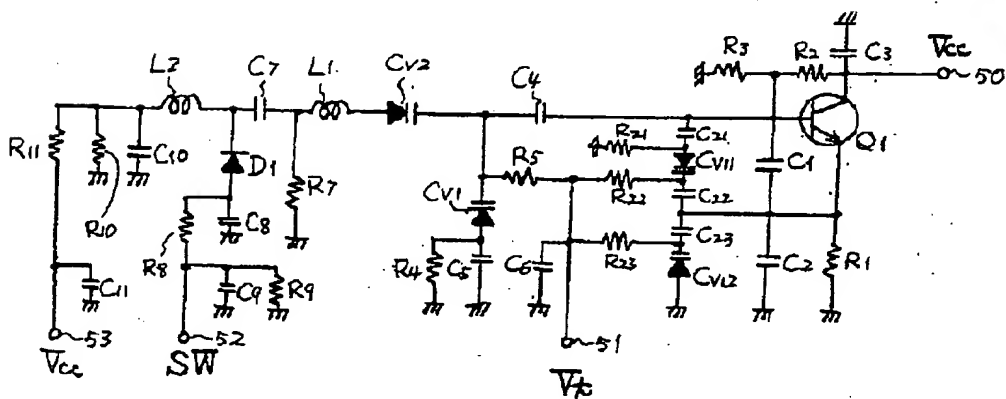 R3
R2
C3
Vcc
50
L2
C7
L1
Cv2
C4
Q1
R11
R10
C10
D1
R7
R21
C21
Cv11
C1
R5
R22
C22
Cv1
R8
C8
R4
C5
C6
R23
C23
Cv12
C2
R1
C11
C9
R9
53
Vcc
52
SW
51
Vt